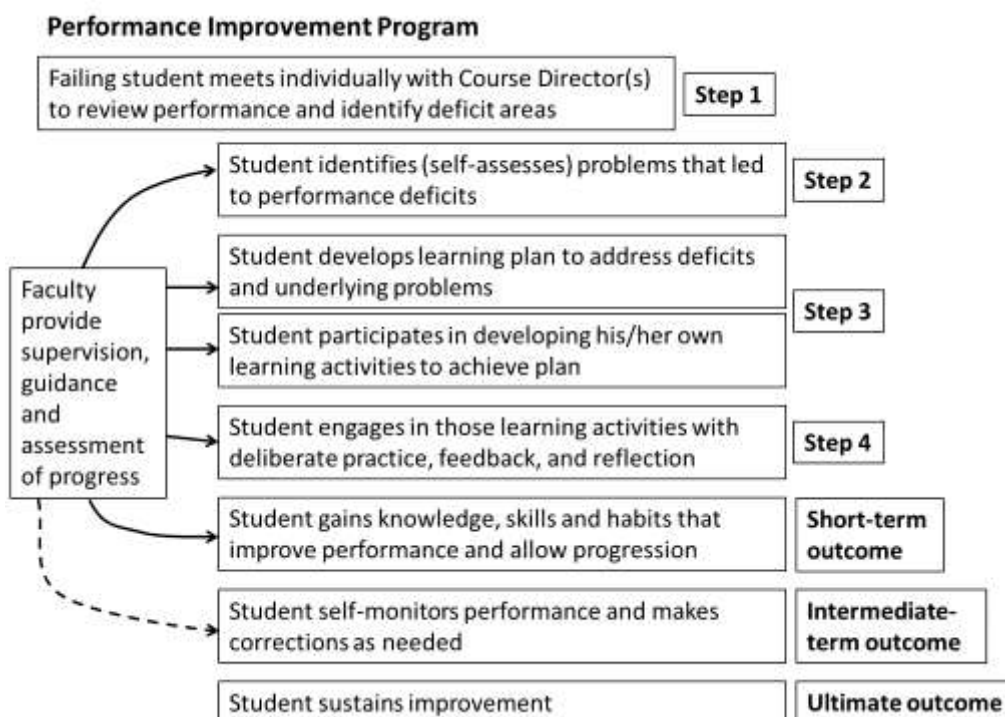 Performance Improvement Program
Failing student meets individually with Course Director(s)
to review performance and identify deficit areas
Step 1
Student identifies (self-assesses) problems that led
to performance deficits
Step 2
Student develops learning plan to address deficits
and underlying problems
Step 3
Student participates in developing his/her own
learning activities to achieve plan
Faculty
provide
supervision,
guidance
and
assessment
of progress
Student engages in those learning activities with
deliberate practice, feedback, and reflection
Step 4
Student gains knowledge, skills and habits that
improve performance and allow progression
Short-term
outcome
Student self-monitors performance and makes
corrections as needed
Intermediate-
term outcome
Student sustains improvement
Ultimate outcome